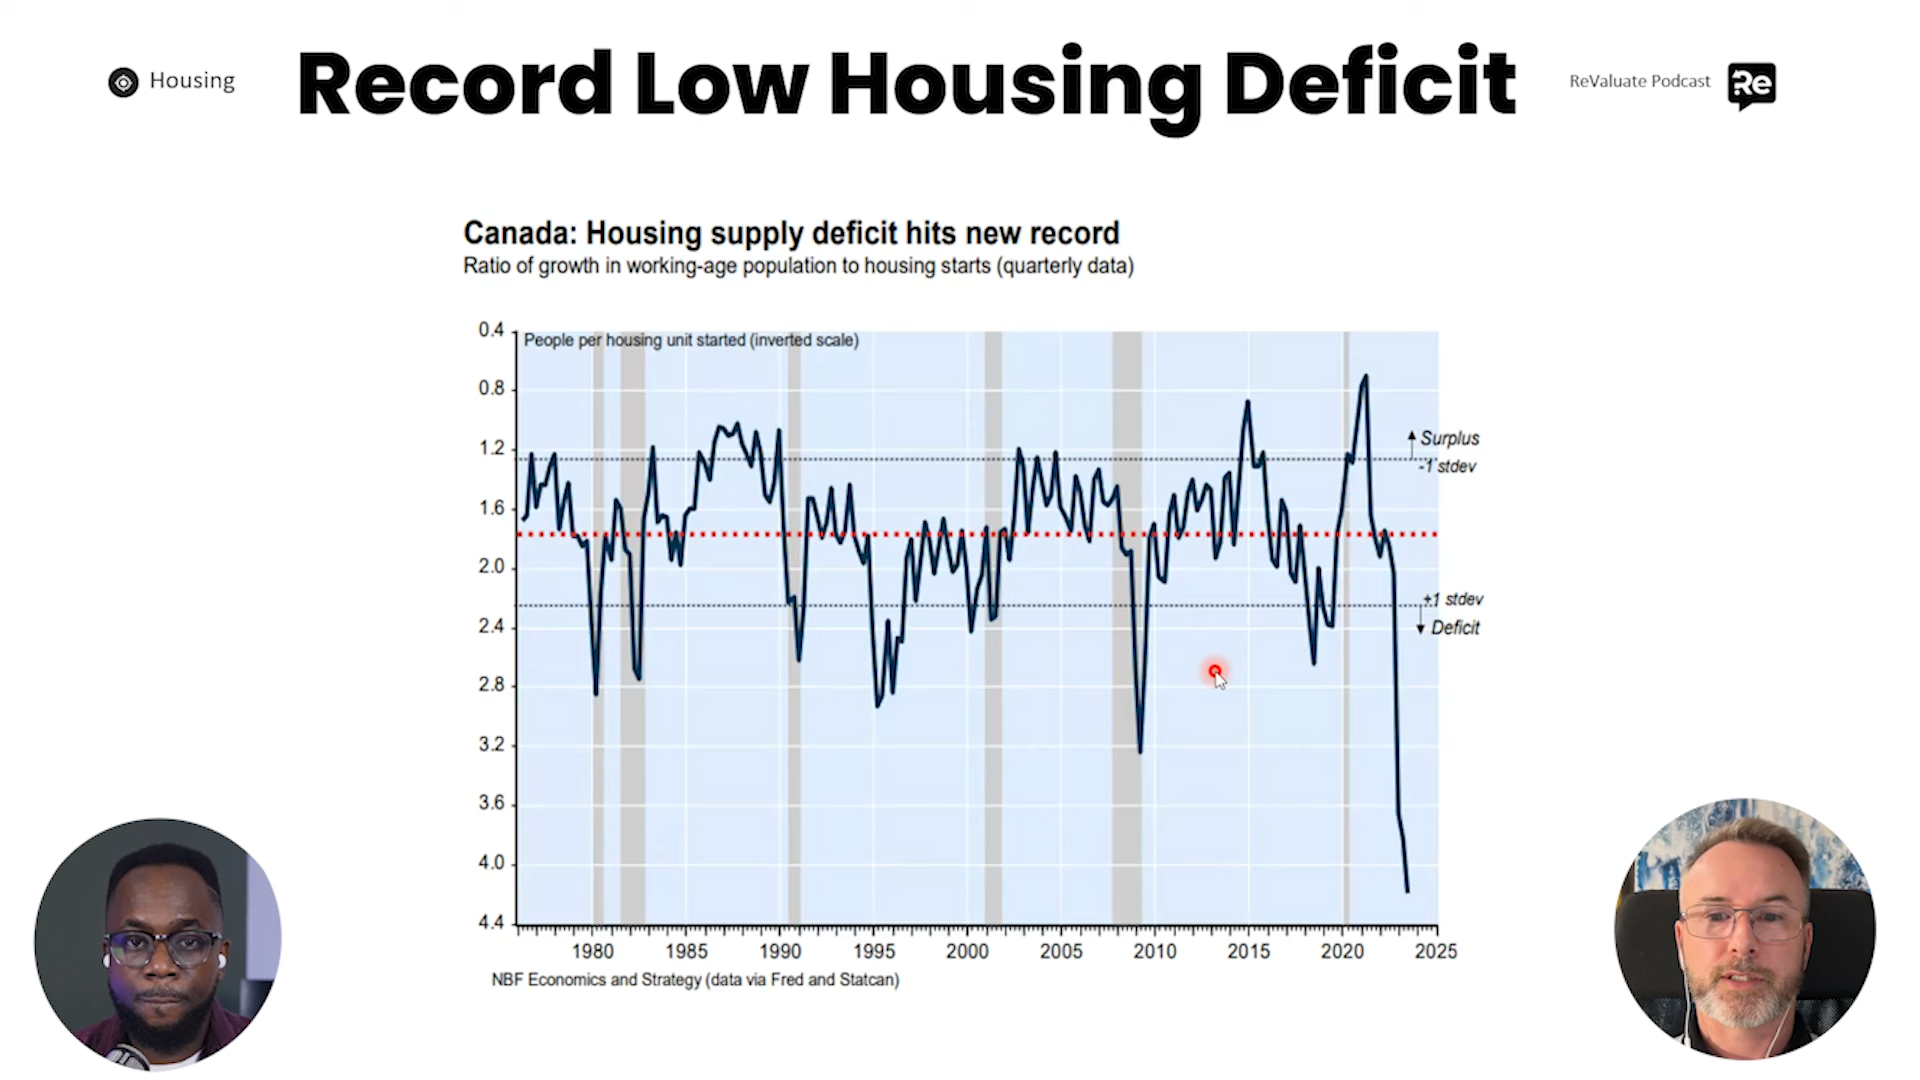 Housing
Record Low Housing Deficit
ReValuate Podcast
Re
Canada: Housing supply deficit hits new record
Ratio of growth in working-age population to housing starts (quarterly data)
People per housing unit started (inverted scale)
0.4
0.8
1.2
1.6
2.0
2.4
2.8
3.2
3.6
4.0
4.4
Surplus
-1 stdev
+1 stdev
Deficit
1980 1985 1990 1995 2000 2005 2010 2015 2020 2025
NBF Economics and Strategy (data via Fred and Statcan)